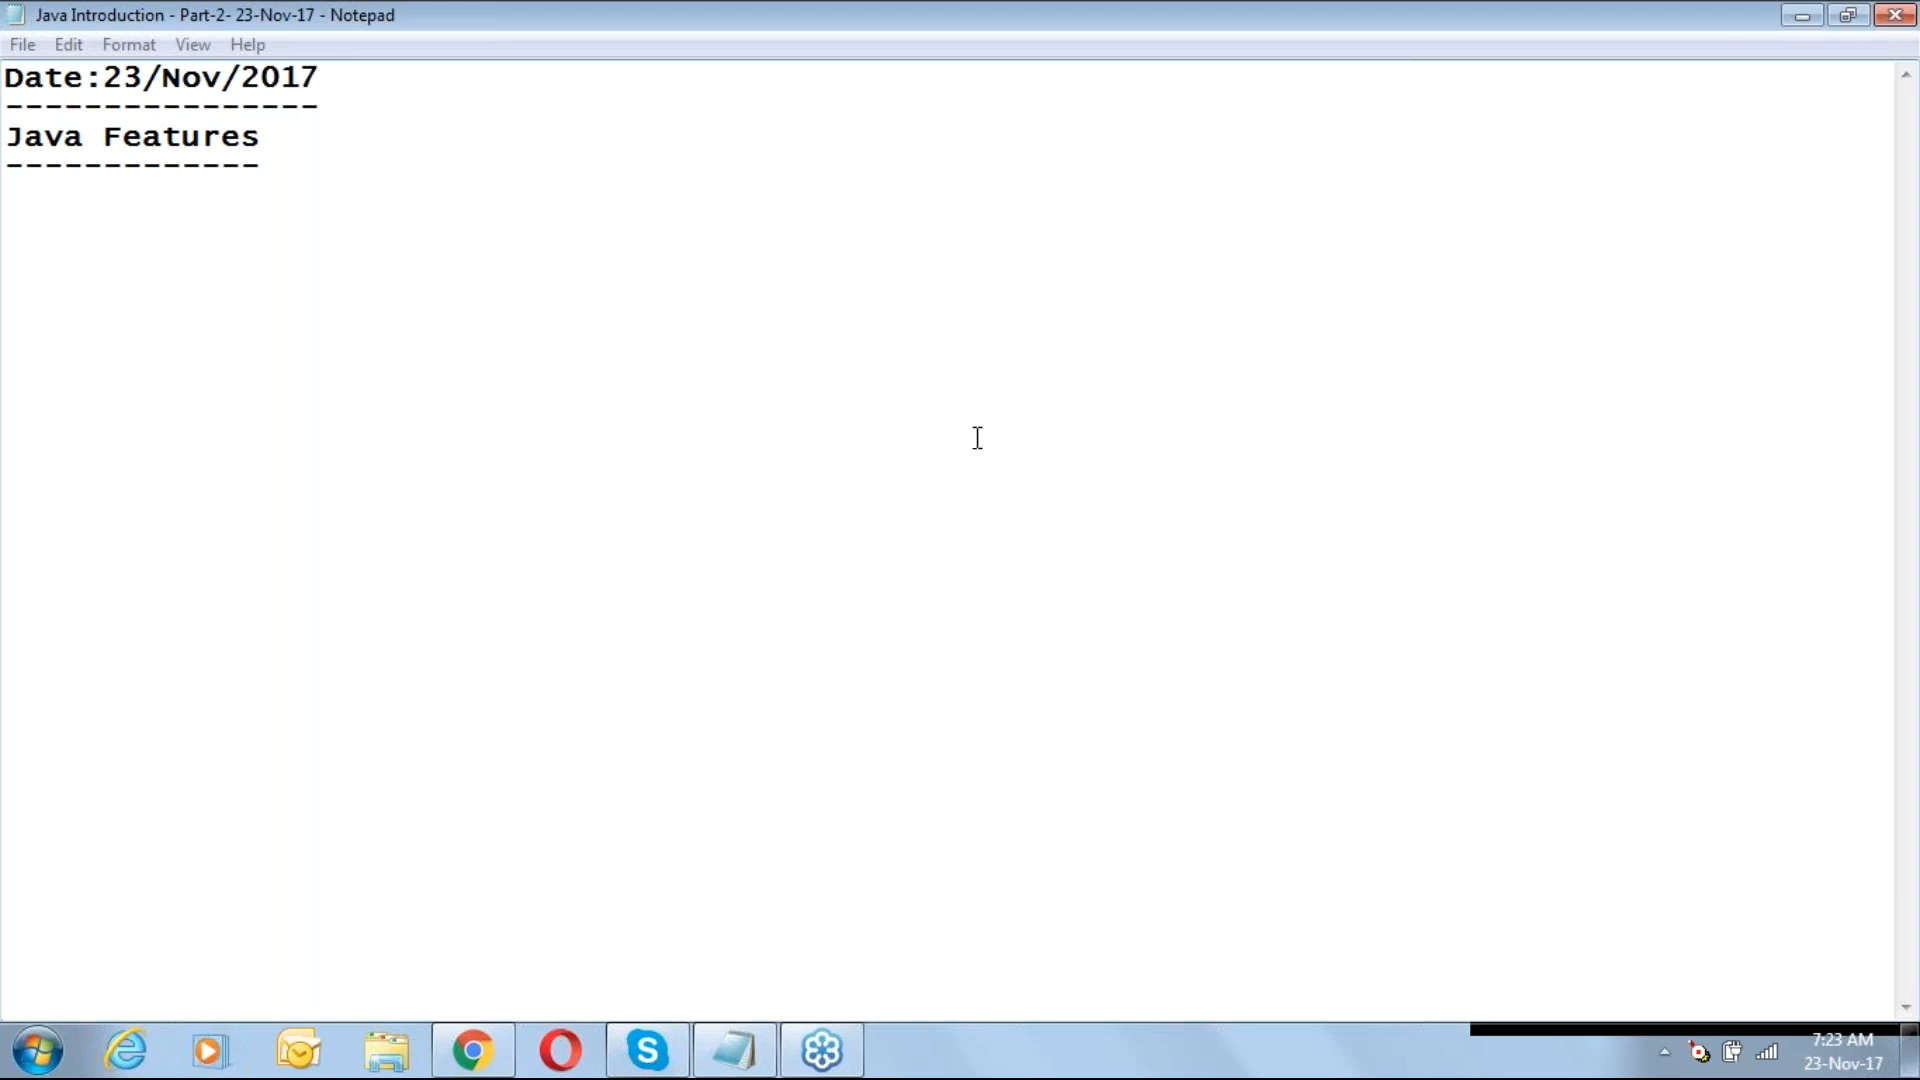 Java Introduction - Part-2- 23-Nov-17 - Notepad
File Edit Format View Help
Date:23/Nov/2017
----------------
Java Features
-------------
7:23 AM
23-Nov-17